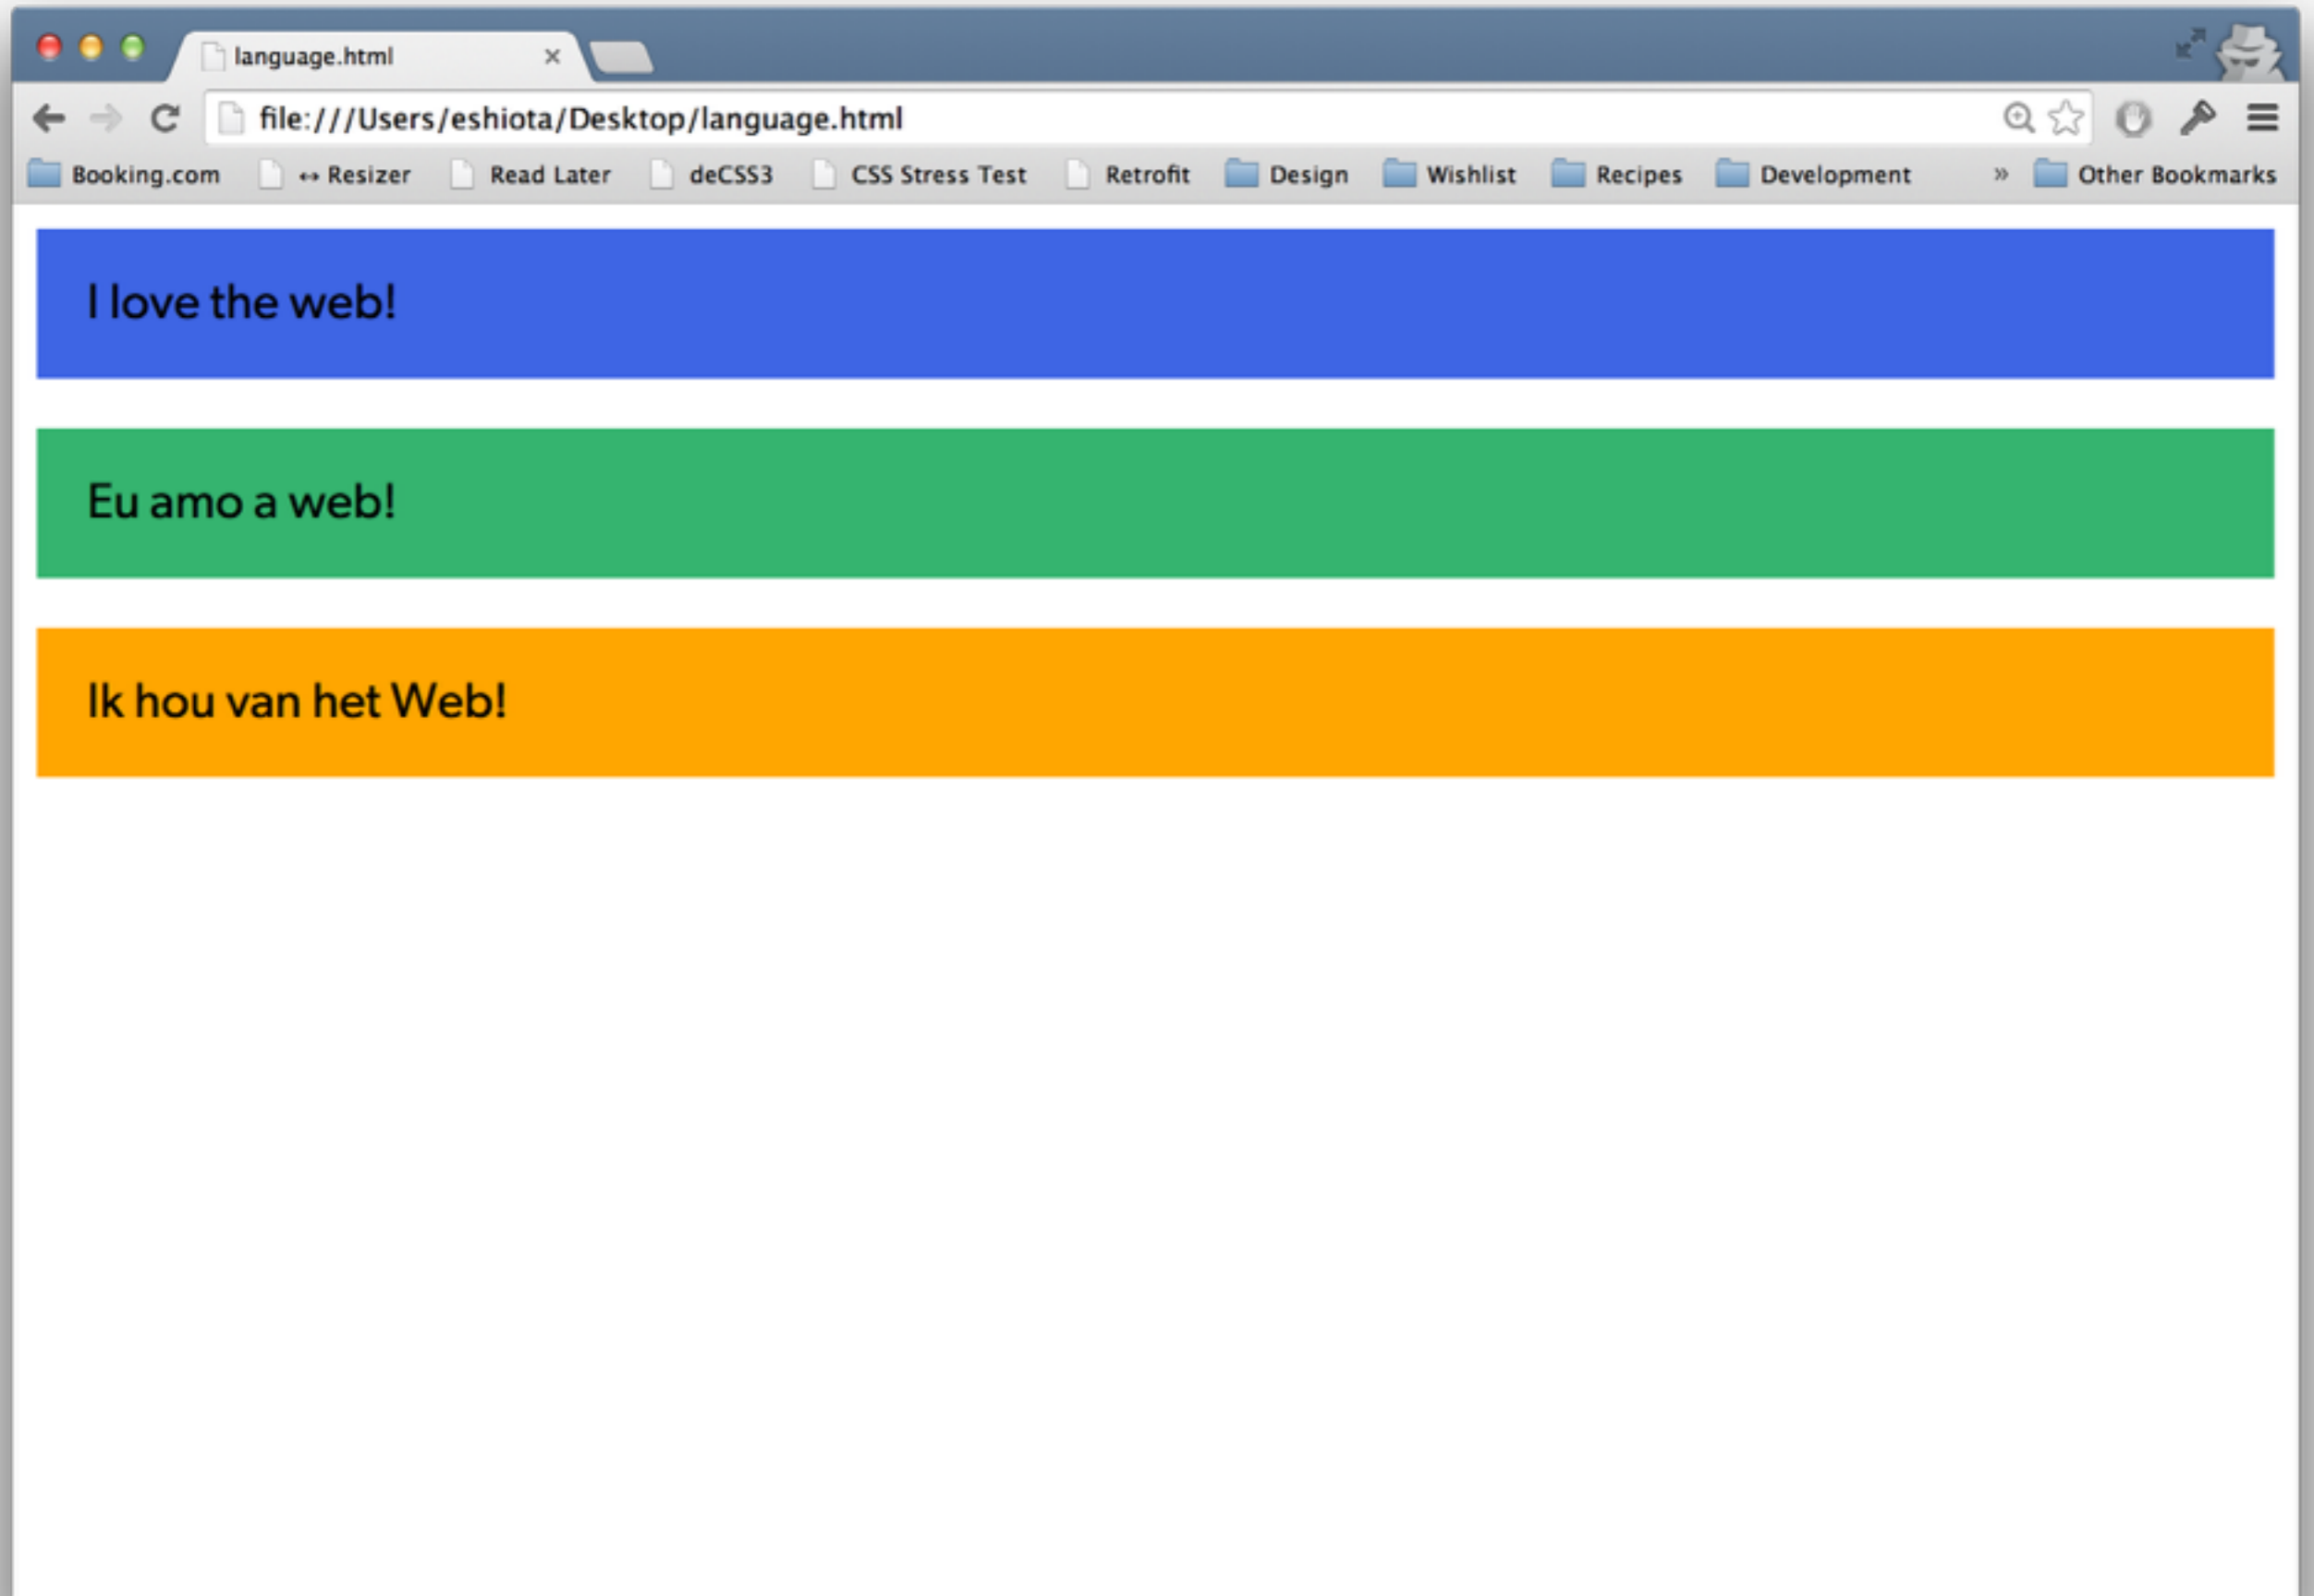 language.html
file:///Users/eshiota/Desktop/language.html
Booking.com ↔ Resizer Read Later deCSS3 CSS Stress Test Retrofit Design Wishlist Recipes Development » Other Bookmarks
I love the web!
Eu amo a web!
Ik hou van het Web!